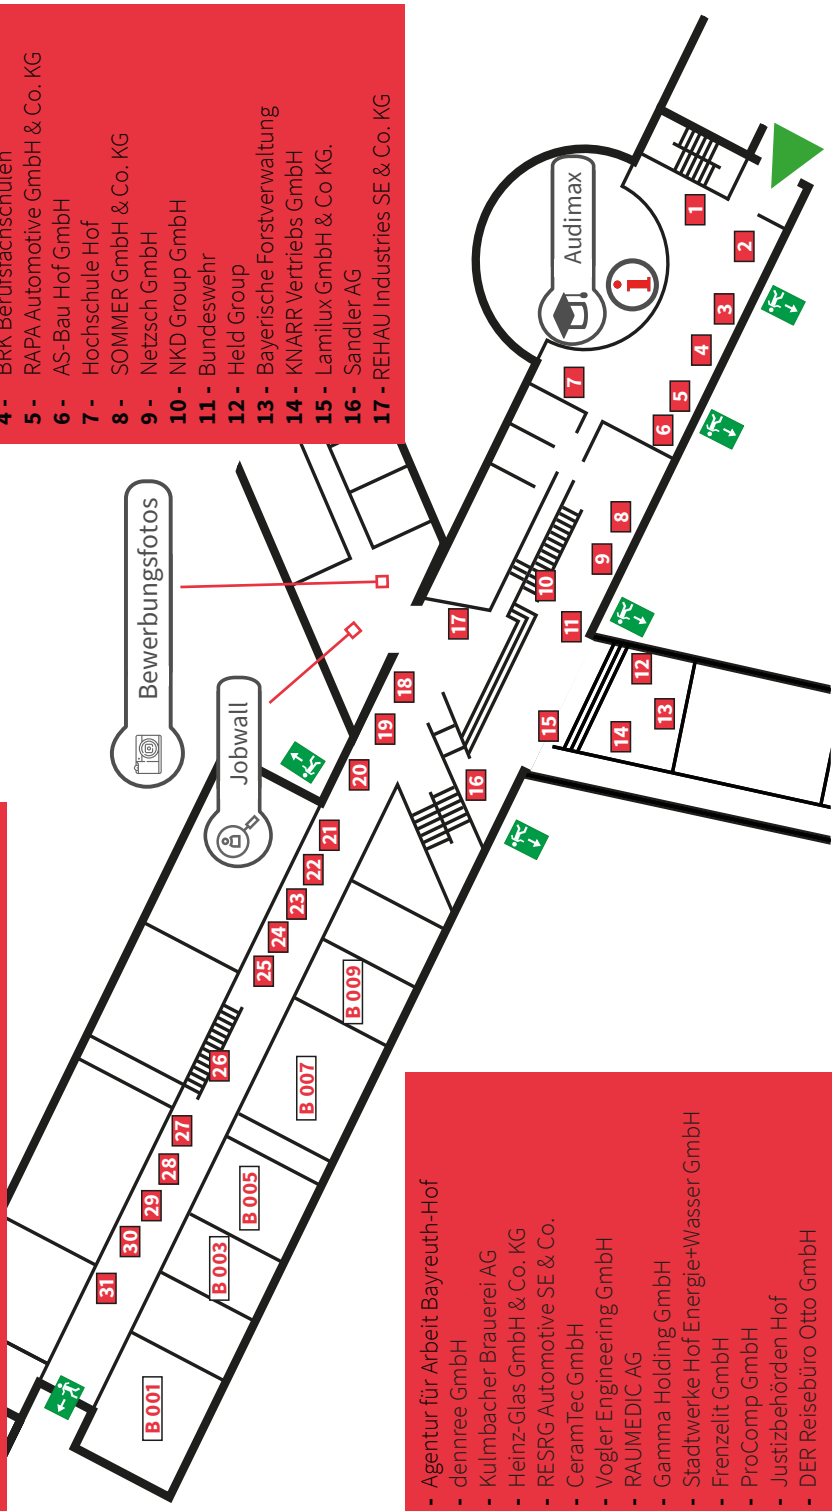 4 - BRK Berufsfachschulen
5 - RAPA Automotive GmbH & Co. KG
6 - AS-Bau Hof GmbH
7 - Hochschule Hof
8 - SOMMER GmbH & Co. KG
9 - Netzsch GmbH
10 - NKD Group GmbH
11 - Bundeswehr
12 - Held Group
13 - Bayerische Forstverwaltung
14 - KNARR Vertriebs GmbH
15 - Lamilux GmbH & Co KG.
16 - Sandler AG
17 - REHAU Industries SE & Co. KG
Bewerbungsfotos
Jobwall
Audimax
i
1
2
3
4
5
6
7
8
9
10
11
12
13
14
15
16
17
18
19
20
21
22
23
24
25
26
27
28
29
30
31
B 001
B 003
B 005
B 007
B 009
- Agentur für Arbeit Bayreuth-Hof
- dennree GmbH
- Kulmbacher Brauerei AG
- Heinz-Glas GmbH & Co. KG
- RESRG Automotive SE & Co.
- CeramTec GmbH
- Vogler Engineering GmbH
- RAUMEDIC AG
- Gamma Holding GmbH
- Stadtwerke Hof Energie+Wasser GmbH
- Frenzelit GmbH
- ProComp GmbH
- Justizbehörden Hof
- DER Reisebüro Otto GmbH